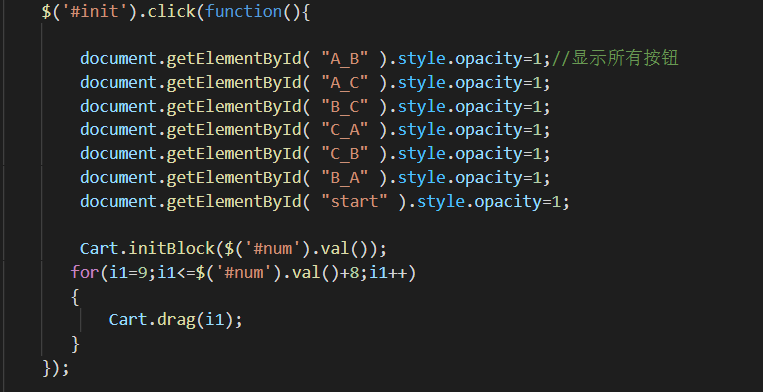 $('#init').click(function(){
document.getElementById( "A_B" ).style.opacity=1;//显示所有按钮
document.getElementById( "A_C" ).style.opacity=1;
document.getElementById( "B_C" ).style.opacity=1;
document.getElementById( "C_A" ).style.opacity=1;
document.getElementById( "C_B" ).style.opacity=1;
document.getElementById( "B_A" ).style.opacity=1;
document.getElementById( "start" ).style.opacity=1;
Cart.initBlock($('#num').val());
for(i1=9;i1<=$('#num').val()+8;i1++)
{
Cart.drag(i1);
}
});